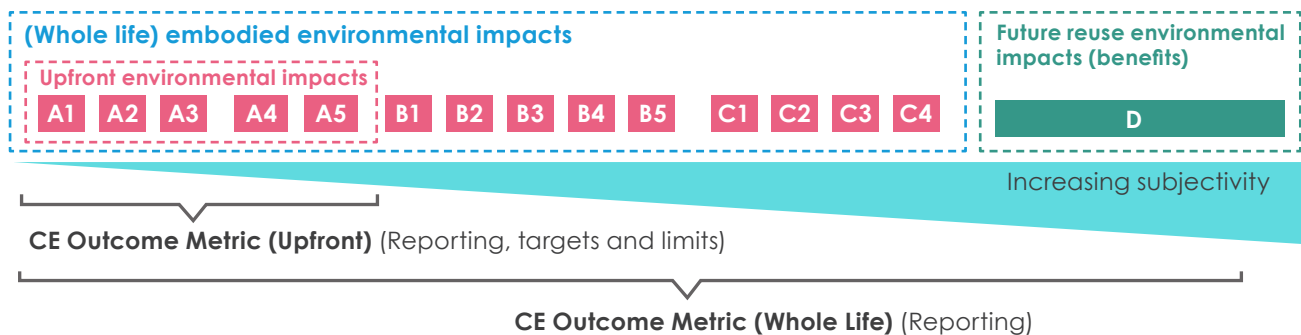 (Whole life) embodied environmental impacts
Future reuse environmental
impacts (benefits)
Upfront environmental impacts
A1 A2 A3 A4 A5 B1 B2 B3 B4 B5 C1 C2 C3 C4 D
Increasing subjectivity
CE Outcome Metric (Upfront) (Reporting, targets and limits)
CE Outcome Metric (Whole Life) (Reporting)